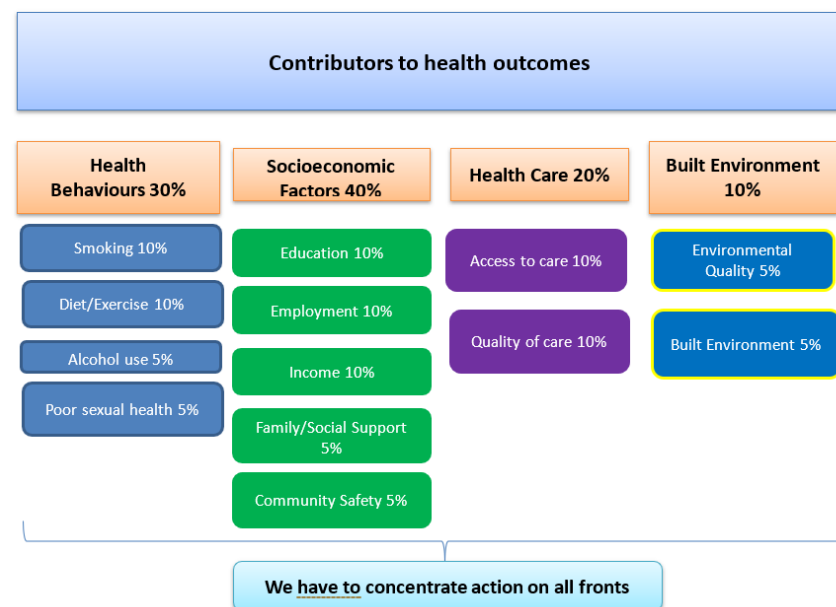 Contributors to health outcomes
Health
Behaviours 30%
Smoking 10%
Diet/Exercise 10%
Alcohol use 5%
Poor sexual health 5%
Socioeconomic
Factors 40%
Education 10%
Employment 10%
Income 10%
Family/Social Support
5%
Community Safety 5%
Health Care 20%
Access to care 10%
Quality of care 10%
Built Environment
10%
Environmental
Quality 5%
Built Environment 5%
We have to concentrate action on all fronts